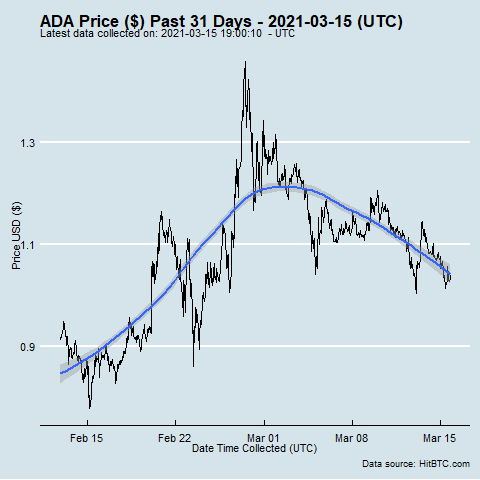 ADA Price ($) Past 31 Days - 2021-03-15 (UTC)
Latest data collected on: 2021-03-15 19:00:10  - UTC
1.3
1.1
0.9
Price USD ($)
Feb 15 Feb 22 Mar 01 Mar 08 Mar 15
Date Time Collected (UTC)
Data source: HitBTC.com